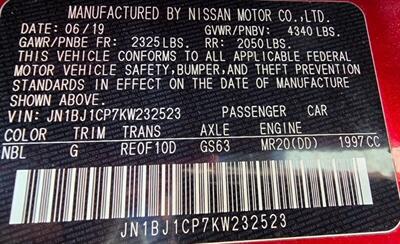 MANUFACTURED BY NISSAN MOTOR CO.,LTD.
DATE: 06/19 GVWR/PNBV: 4340 LBS.
GAWR/PNBE FR: 2325 LBS. RR: 2050 LBS.
THIS VEHICLE CONFORMS TO ALL APPLICABLE FEDERAL
MOTOR VEHICLE SAFETY,BUMPER,AND THEFT PREVENTION
STANDARDS IN EFFECT ON THE DATE OF MANUFACTURE
SHOWN ABOVE.
VIN: JN1BJ1CP7KW232523 PASSENGER CAR
COLOR TRIM TRANS AXLE ENGINE
NBL G RE0F10D GS63 MR20(DD) 1997CC
JN1BJ1CP7KW232523